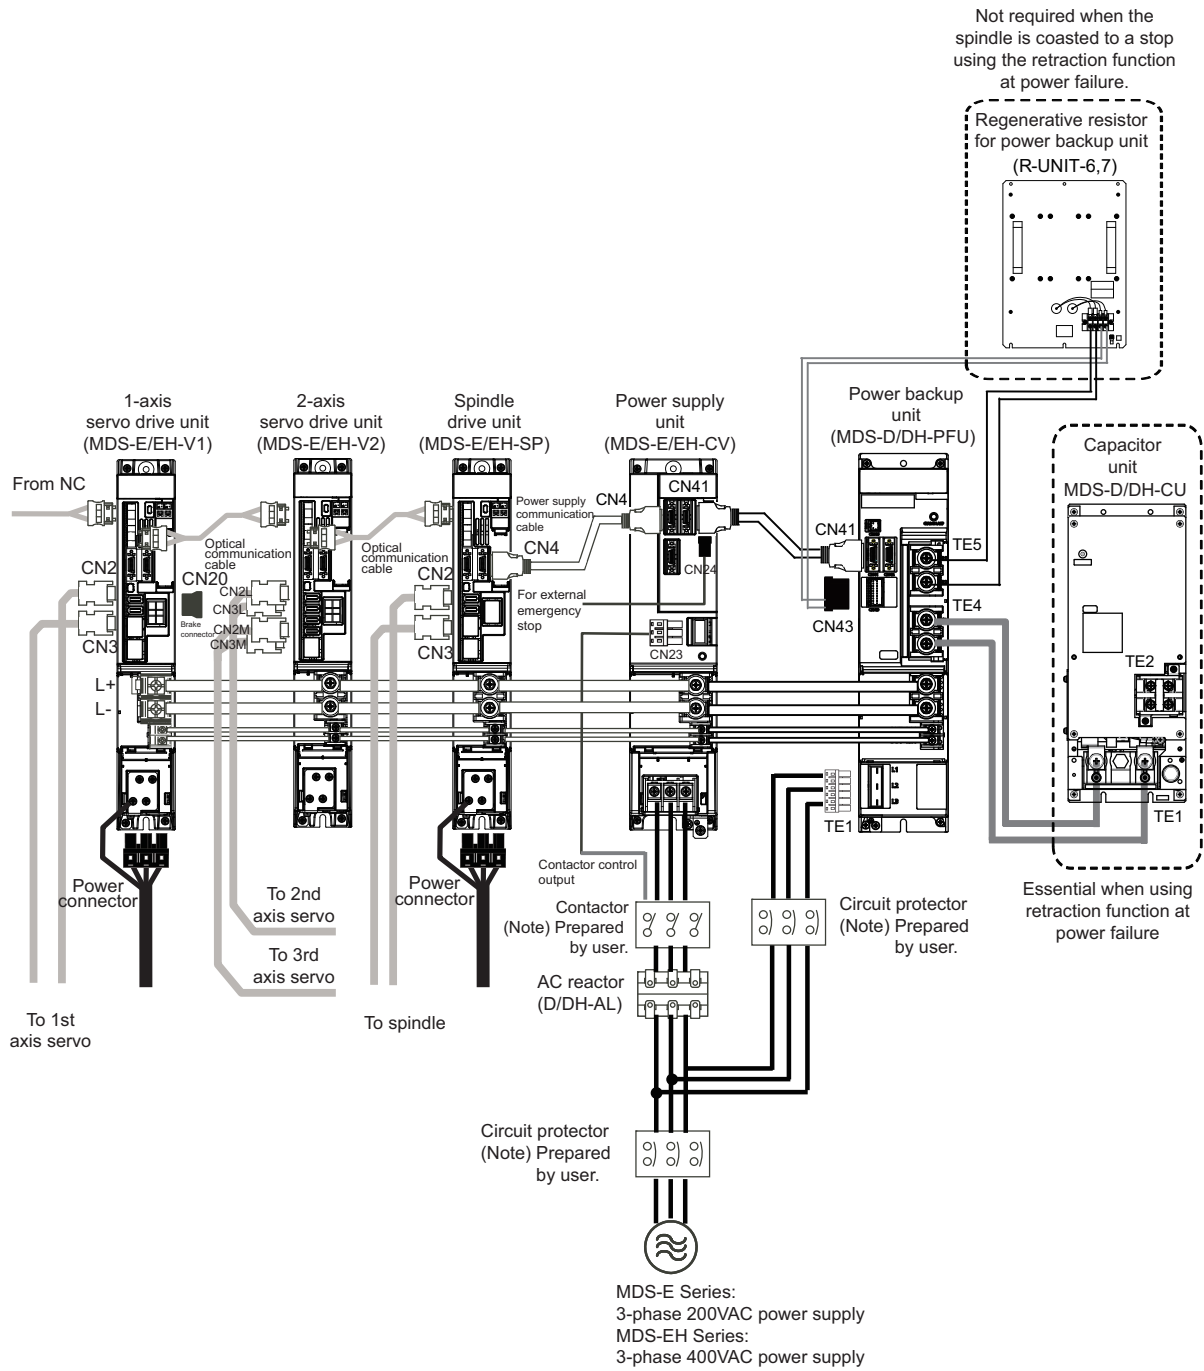 Not required when the
spindle is coasted to a stop
using the retraction function
at power failure.
Regenerative resistor
for power backup unit
(R-UNIT-6,7)
1-axis
servo drive unit
(MDS-E/EH-V1)
2-axis
servo drive unit
(MDS-E/EH-V2)
Spindle
drive unit
(MDS-E/EH-SP)
Power supply
unit
(MDS-E/EH-CV)
Power backup
unit
(MDS-D/DH-PFU)
Capacitor
unit
MDS-D/DH-CU
From NC
Optical
communication
cable
CN2
CN3
CN20
Brake
connector
CN2L
CN3L
CN2M
CN3M
Optical
communication
cable
CN2
CN3
Power supply
communication
cable
CN4
CN4
CN41
CN24
For external
emergency
stop
CN23
CN41
CN43
TE5
TE4
TE2
TE1
L+
L-
L1
L2
L3
TE1
Power
connector
To 2nd
axis servo
To 3rd
axis servo
Power
connector
To 1st
axis servo
To spindle
Contactor control
output
Contactor
(Note) Prepared
by user.
Circuit protector
(Note) Prepared
by user.
Essential when using
retraction function at
power failure
AC reactor
(D/DH-AL)
Circuit protector
(Note) Prepared
by user.
MDS-E Series:
3-phase 200VAC power supply
MDS-EH Series:
3-phase 400VAC power supply